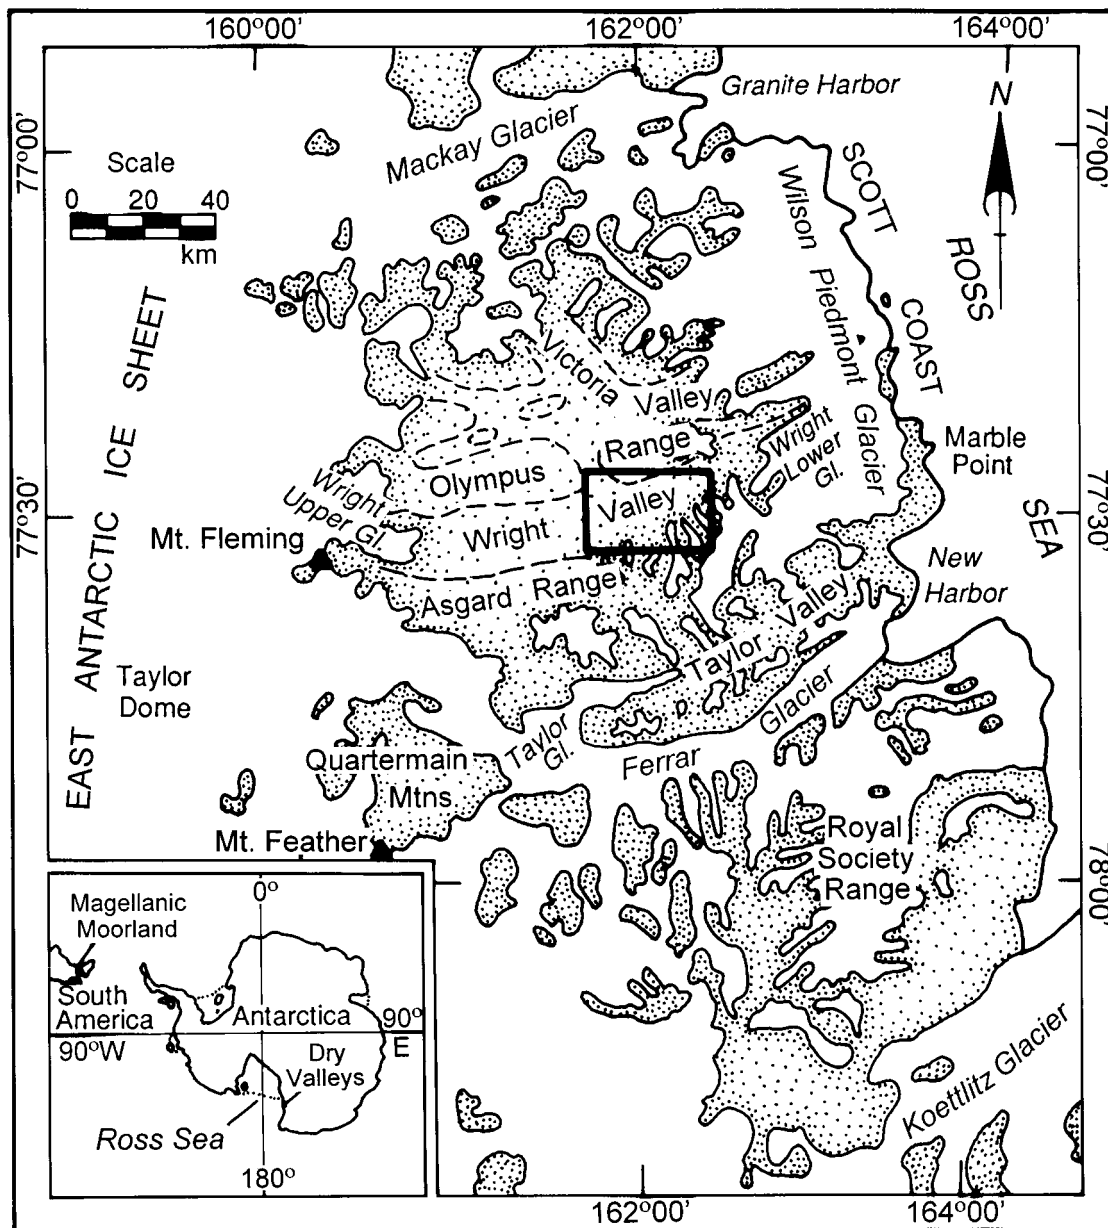 160°00'
162°00'
164°00'
Granite Harbor
N
77°00'
77°00'
Scale
0 20 40
km
Mackay Glacier
SCOTT
COAST
Wilson Piedmont Glacier
ROSS
SEA
EAST ANTARCTIC ICE SHEET
Victoria
Valley
Range
Olympus
Wright
Lower
Gl.
Marble
Point
Wright
Upper Gl.
Valley
Wright
77°30'
77°30'
Mt. Fleming
Asgard Range
New
Harbor
Taylor Valley
Taylor
Dome
Taylor
Gl.
Ferrar
Glacier
Quartermain
Mtns.
Mt. Feather
Royal
Society
Range
78°00'
Koettlitz Glacier
0°
Magellanic
Moorland
South
America
Antarctica
90°W
90°
E
Dry
Valleys
Ross Sea
180°
162°00'
164°00'